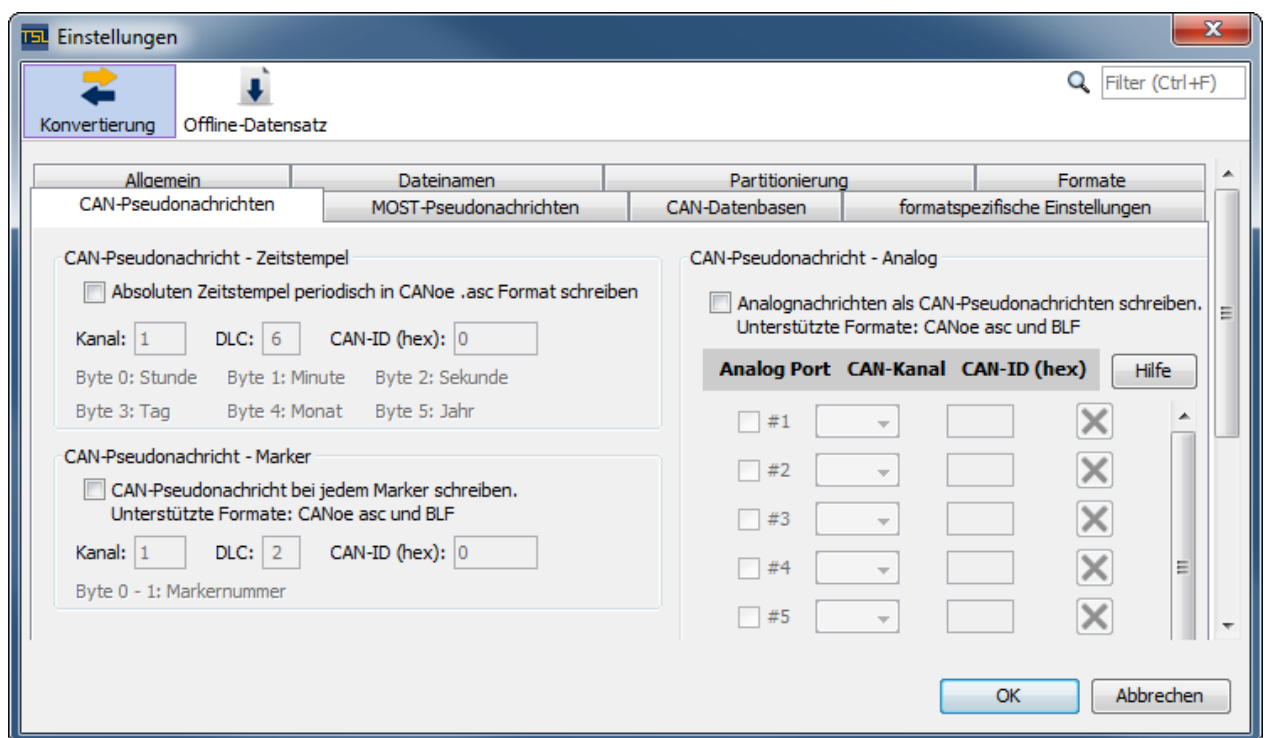 TSL Einstellungen
X
Konvertierung Offline-Datensatz
Filter (Ctrl+F)
Allgemein Dateinamen Partitionierung Formate
CAN-Pseudonachrichten MOST-Pseudonachrichten CAN-Datenbasen formatspezifische Einstellungen
CAN-Pseudonachricht - Zeitstempel
Absoluten Zeitstempel periodisch in CANoe .asc Format schreiben
Kanal: 1 DLC: 6 CAN-ID (hex): 0
Byte 0: Stunde Byte 1: Minute Byte 2: Sekunde
Byte 3: Tag Byte 4: Monat Byte 5: Jahr
CAN-Pseudonachricht - Marker
CAN-Pseudonachricht bei jedem Marker schreiben.
Unterstützte Formate: CANoe asc und BLF
Kanal: 1 DLC: 2 CAN-ID (hex): 0
Byte 0 - 1: Markernummer
CAN-Pseudonachricht - Analog
Analognachrichten als CAN-Pseudonachrichten schreiben.
Unterstützte Formate: CANoe asc und BLF
Analog Port CAN-Kanal CAN-ID (hex) Hilfe
#1
#2
#3
#4
#5
OK Abbrechen